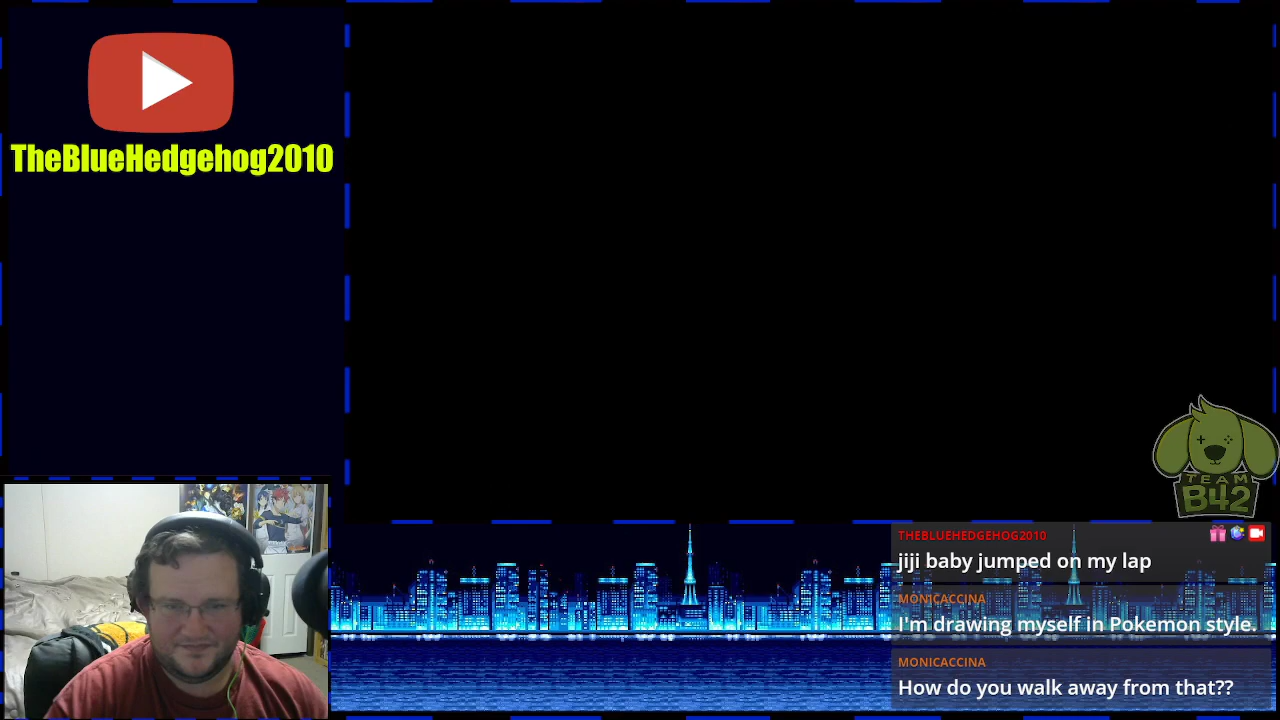 TheBlueHedgehog2010
TEAM
B42
THEBLUEHEDGEHOG2010
jiji baby jumped on my lap
MONICACCINA
I'm drawing myself in Pokemon style.
MONICACCINA
How do you walk away from that??